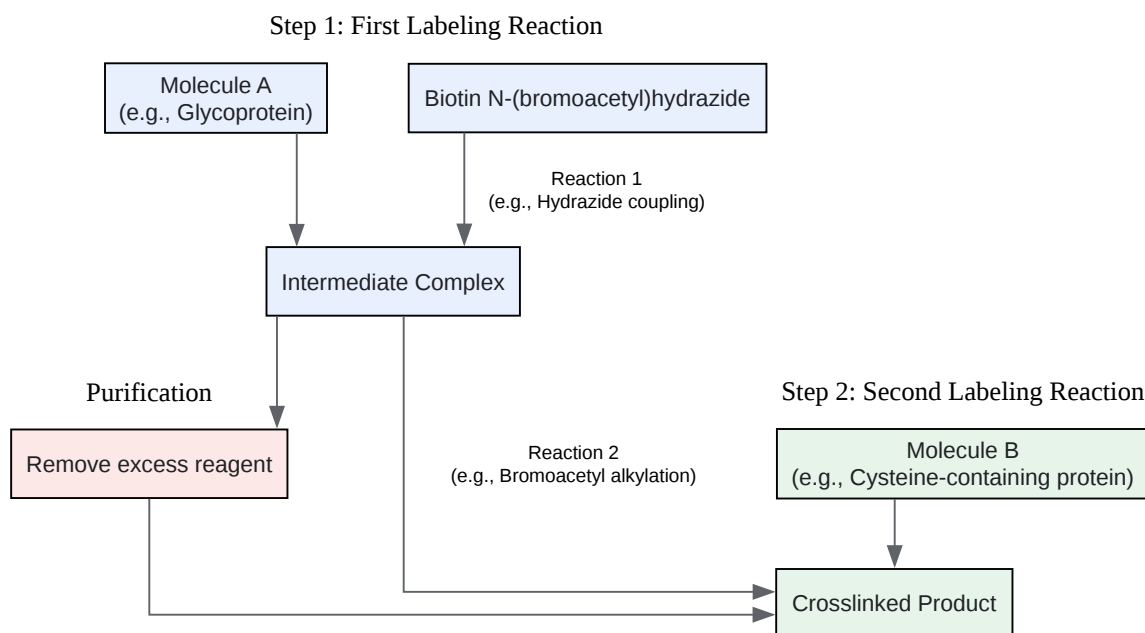 Step 1: First Labeling Reaction
Molecule A
(e.g., Glycoprotein)
Biotin N-(bromoacetyl)hydrazide
Reaction 1
(e.g., Hydrazide coupling)
Intermediate Complex
Purification
Remove excess reagent
Reaction 2
(e.g., Bromoacetyl alkylation)
Step 2: Second Labeling Reaction
Molecule B
(e.g., Cysteine-containing protein)
Crosslinked Product